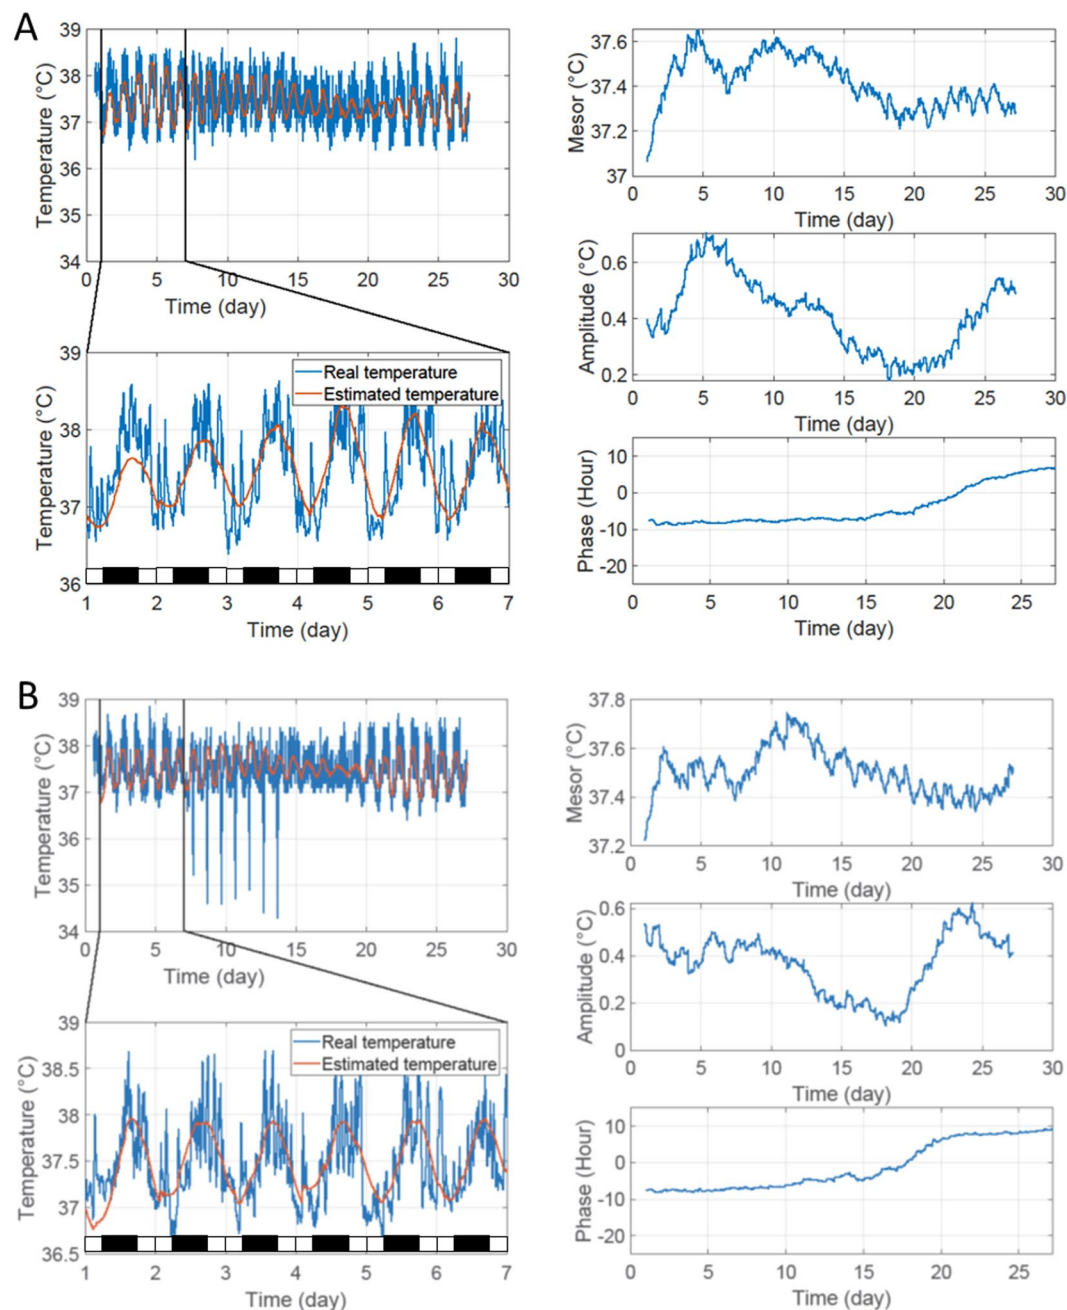 A
39
38
37
36
35
34
Temperature (°C)
0 5 10 15 20 25 30
Time (day)
39
38
37
36
Temperature (°C)
Real temperature
Estimated temperature
1 2 3 4 5 6 7
Time (day)
37.6
37.4
37.2
37
Mesor (°C)
0 5 10 15 20 25 30
Time (day)
0.6
0.4
0.2
Amplitude (°C)
0 5 10 15 20 25 30
Time (day)
10
0
-10
-20
Phase (Hour)
0 5 10 15 20 25
Time (day)
B
39
38
37
36
35
34
Temperature (°C)
0 5 10 15 20 25 30
Time (day)
39
38.5
38
37.5
37
36.5
Temperature (°C)
Real temperature
Estimated temperature
1 2 3 4 5 6 7
Time (day)
37.8
37.6
37.4
37.2
Mesor (°C)
0 5 10 15 20 25 30
Time (day)
0.6
0.4
0.2
0
Amplitude (°C)
0 5 10 15 20 25 30
Time (day)
10
0
-10
-20
Phase (Hour)
0 5 10 15 20 25
Time (day)